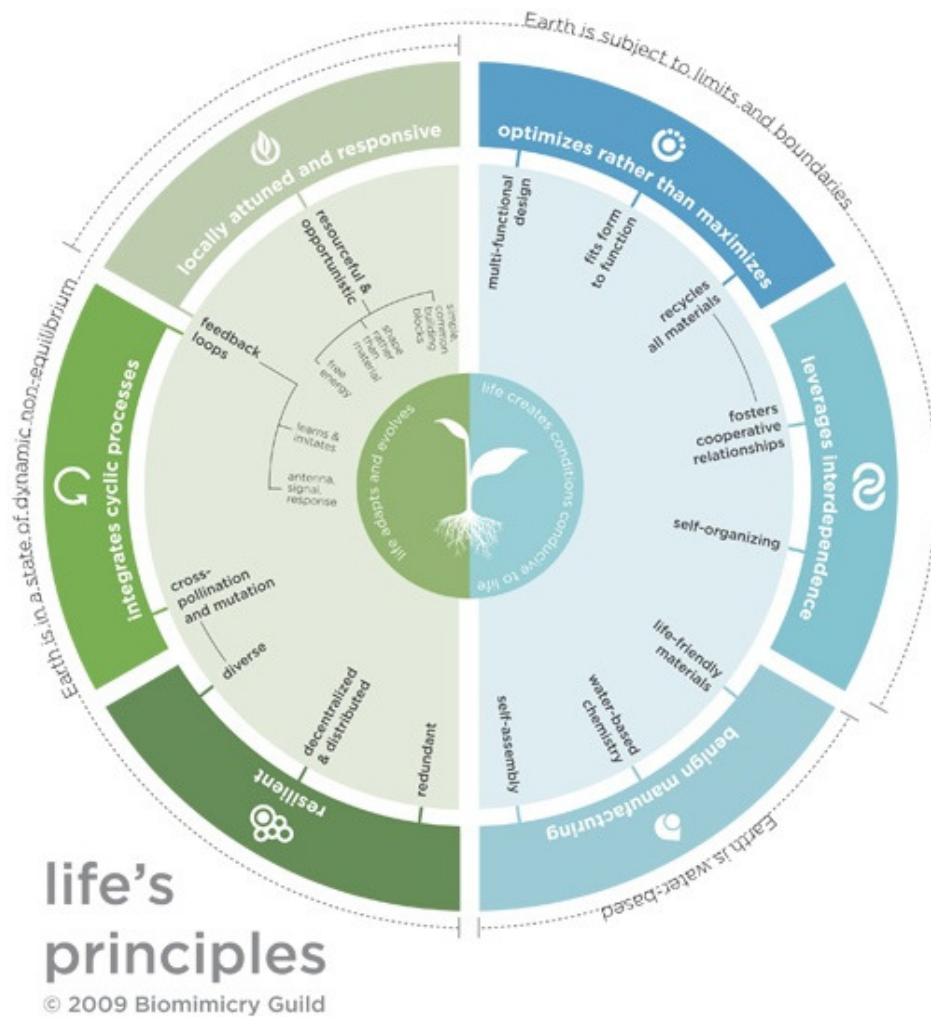 Earth is subject to limits and boundaries
Earth is in a state of dynamic non-equilibrium
Earth is water-based
locally attuned and responsive
optimizes rather than maximizes
integrates cyclic processes
leverages interdependence
resilient
benign manufacturing
resourceful &
opportunistic
simple,
common
building
blocks
shape
rather
than
material
free
energy
feedback
loops
learns &
imitates
antenna,
signal,
response
cross-
pollination
and mutation
diverse
decentralized
& distributed
redundant
multi-functional
design
fits form
to function
recycles
all materials
fosters
cooperative
relationships
self-organizing
life-friendly
materials
water-based
chemistry
self-assembly
life adapts and evolves
life creates conditions conducive to life
life's
principles
© 2009 Biomimicry Guild